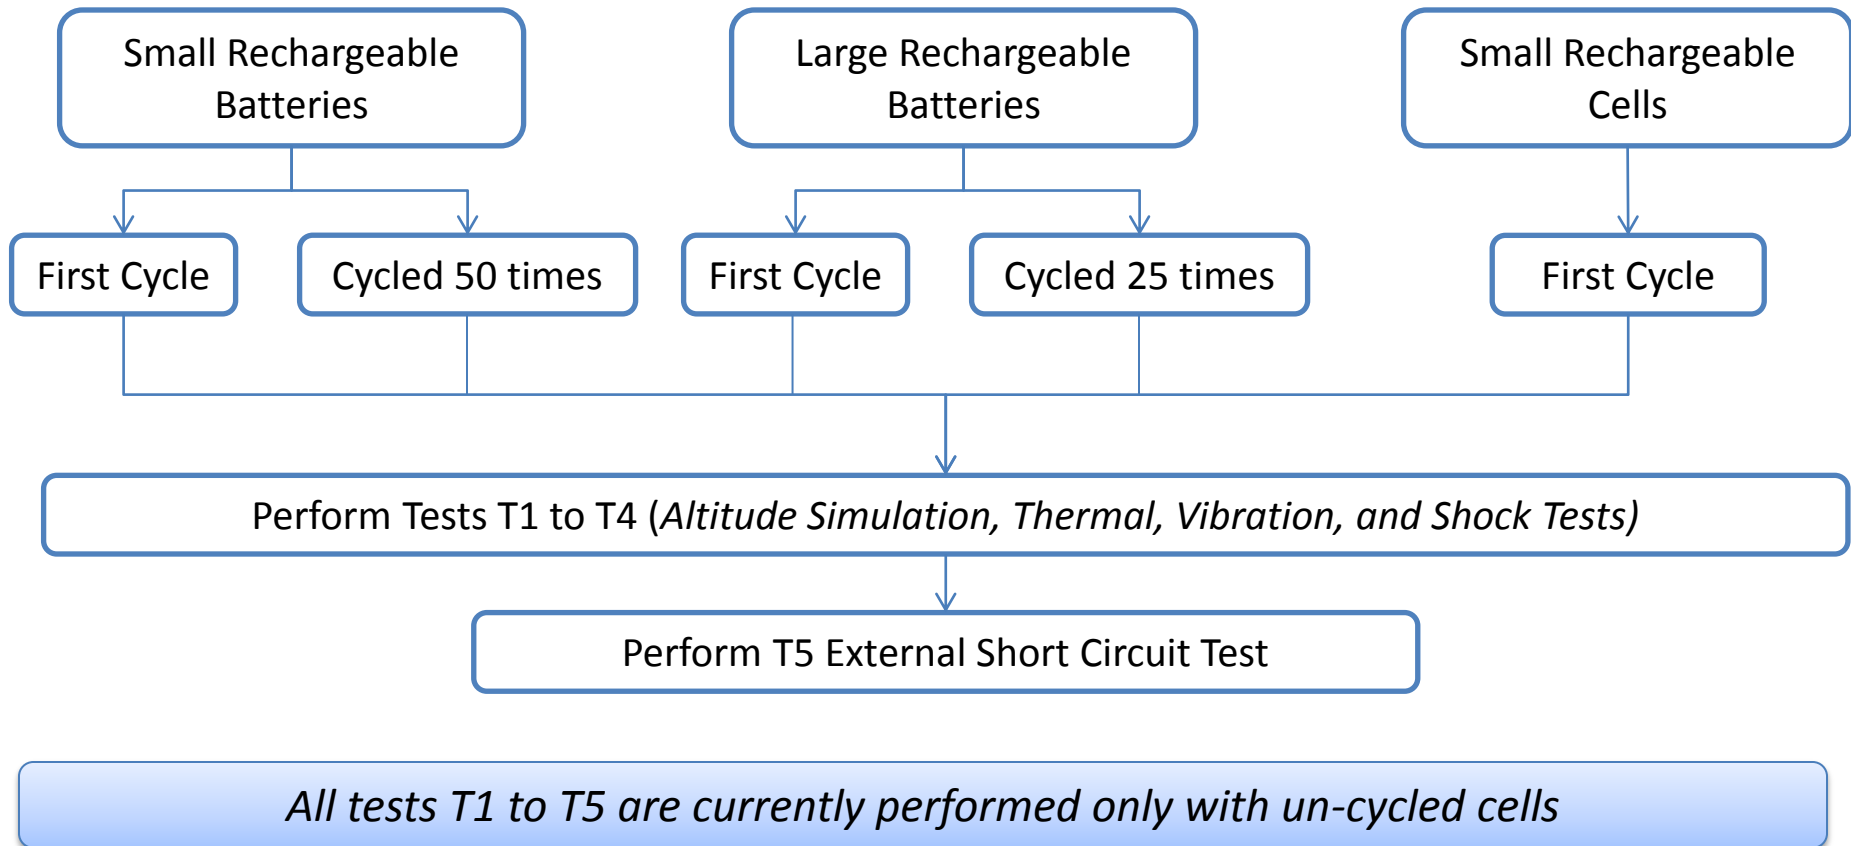 Small Rechargeable
Batteries
Large Rechargeable
Batteries
Small Rechargeable
Cells
First Cycle
Cycled 50 times
First Cycle
Cycled 25 times
First Cycle
Perform Tests T1 to T4 (Altitude Simulation, Thermal, Vibration, and Shock Tests)
Perform T5 External Short Circuit Test
All tests T1 to T5 are currently performed only with un-cycled cells